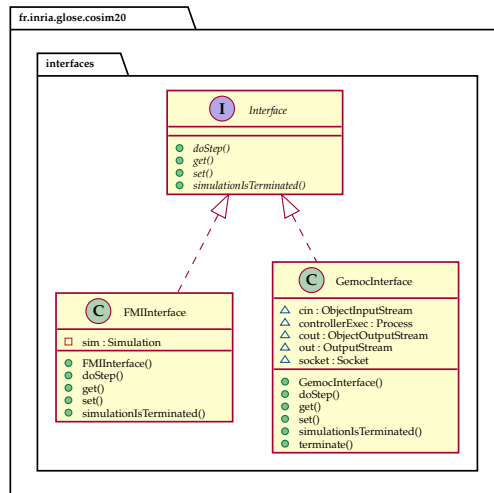 fr.inria.glose.cosim20
interfaces
I Interface
doStep()
get()
set()
simulationIsTerminated()
C FMIInterface
sim : Simulation
FMIInterface()
doStep()
get()
set()
simulationIsTerminated()
C GemocInterface
cin : ObjectInputStream
controllerExec : Process
cout : ObjectOutputStream
out : OutputStream
socket : Socket
GemocInterface()
doStep()
get()
set()
simulationIsTerminated()
terminate()